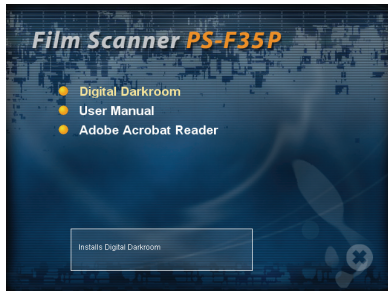 Film Scanner PS-F35P
Digital Darkroom
User Manual
Adobe Acrobat Reader
Installs Digital Darkroom